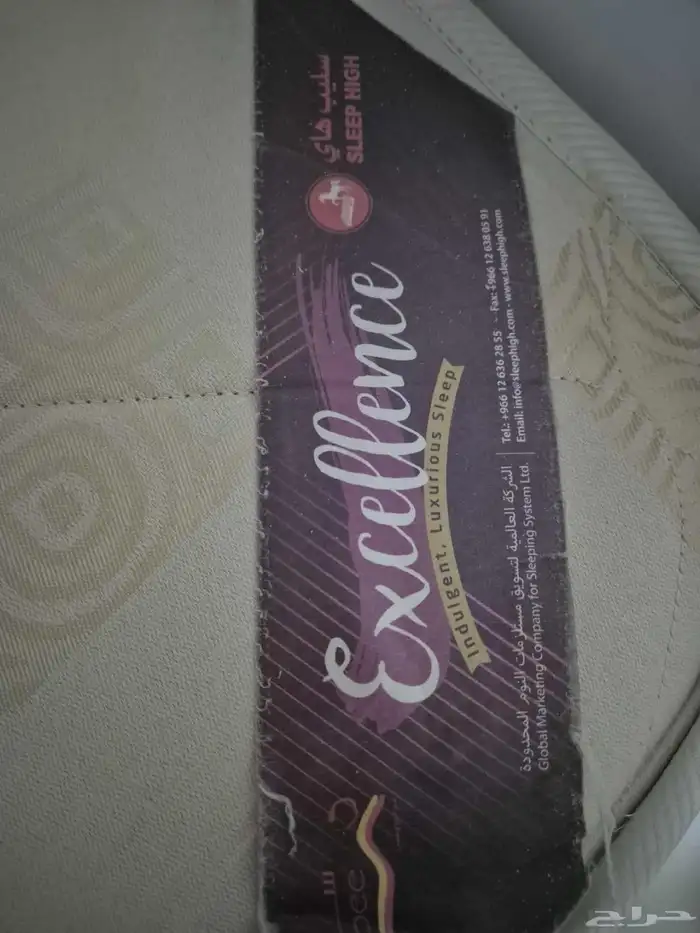 سليب هاي
SLEEP HIGH
Excellence
Indulgent, Luxurious Sleep
الشركة العالمية لتسويق مستلزمات النوم المحدودة
Global Marketing Company for Sleeping System Ltd.
Tel.: +966 12 636 28 55 - Fax: +966 12 638 05 91
Email: info@sleephigh.com - www.sleephigh.com
حراج